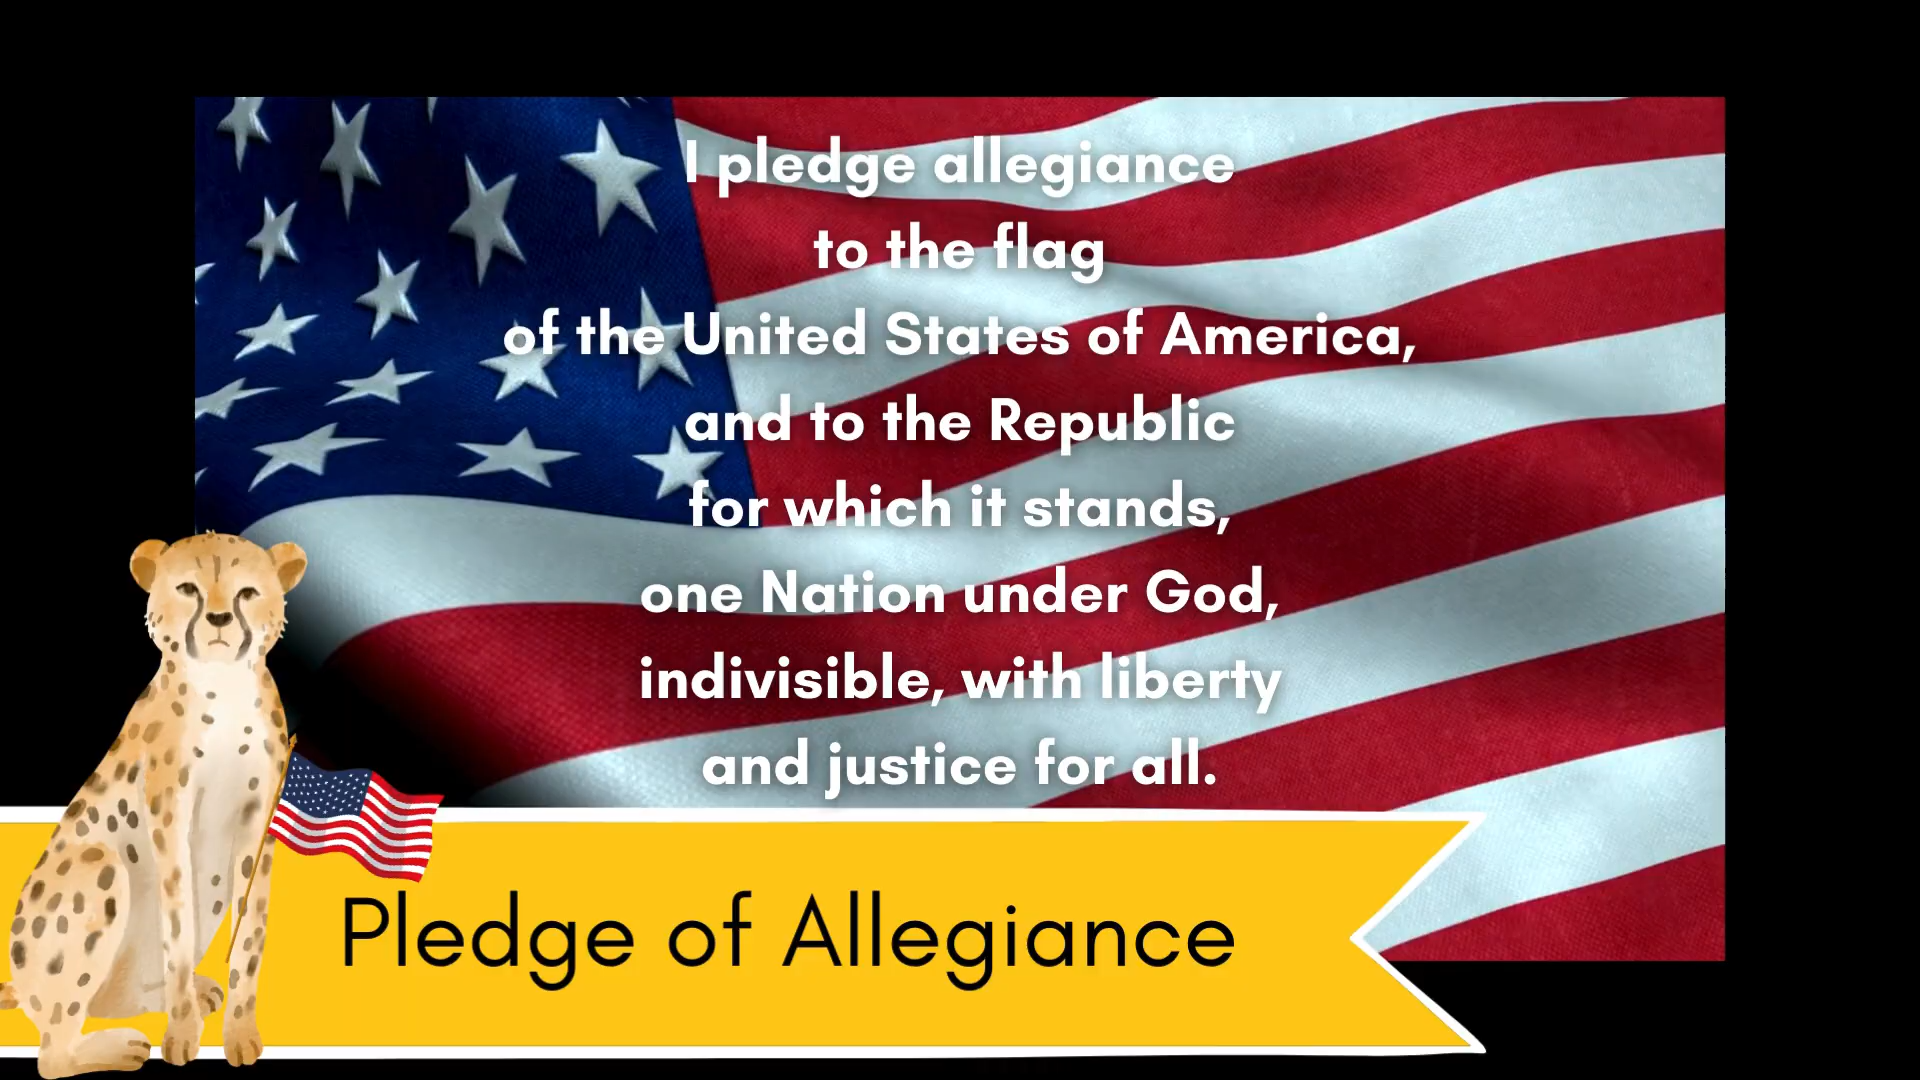 I pledge allegiance
to the flag
of the United States of America,
and to the Republic
for which it stands,
one Nation under God,
indivisible, with liberty
and justice for all.
Pledge of Allegiance